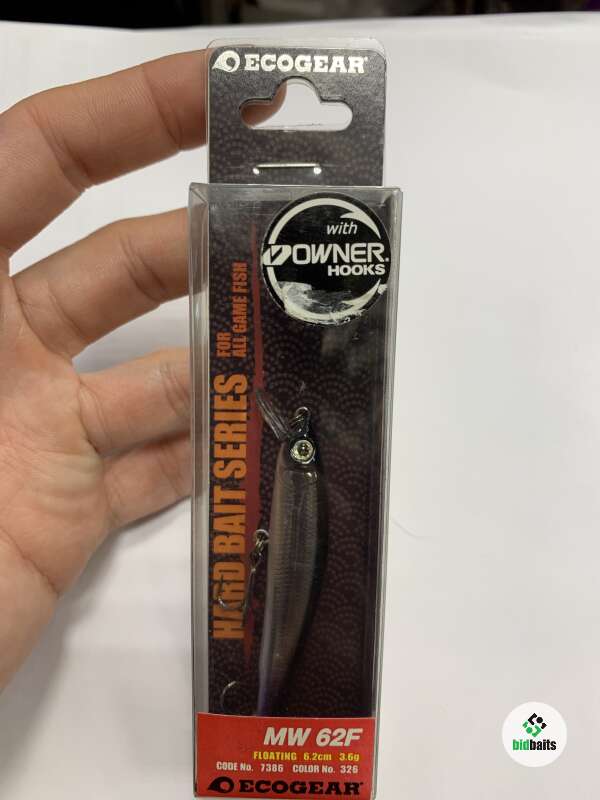 ECOGEAR
with
OWNER
HOOKS
HARD BAIT SERIES
FOR
ALL GAME FISH
MW 62F
FLOATING 6.2cm 3.6g
CODE No. 7386 COLOR No. 326
ECOGEAR
bidbaits